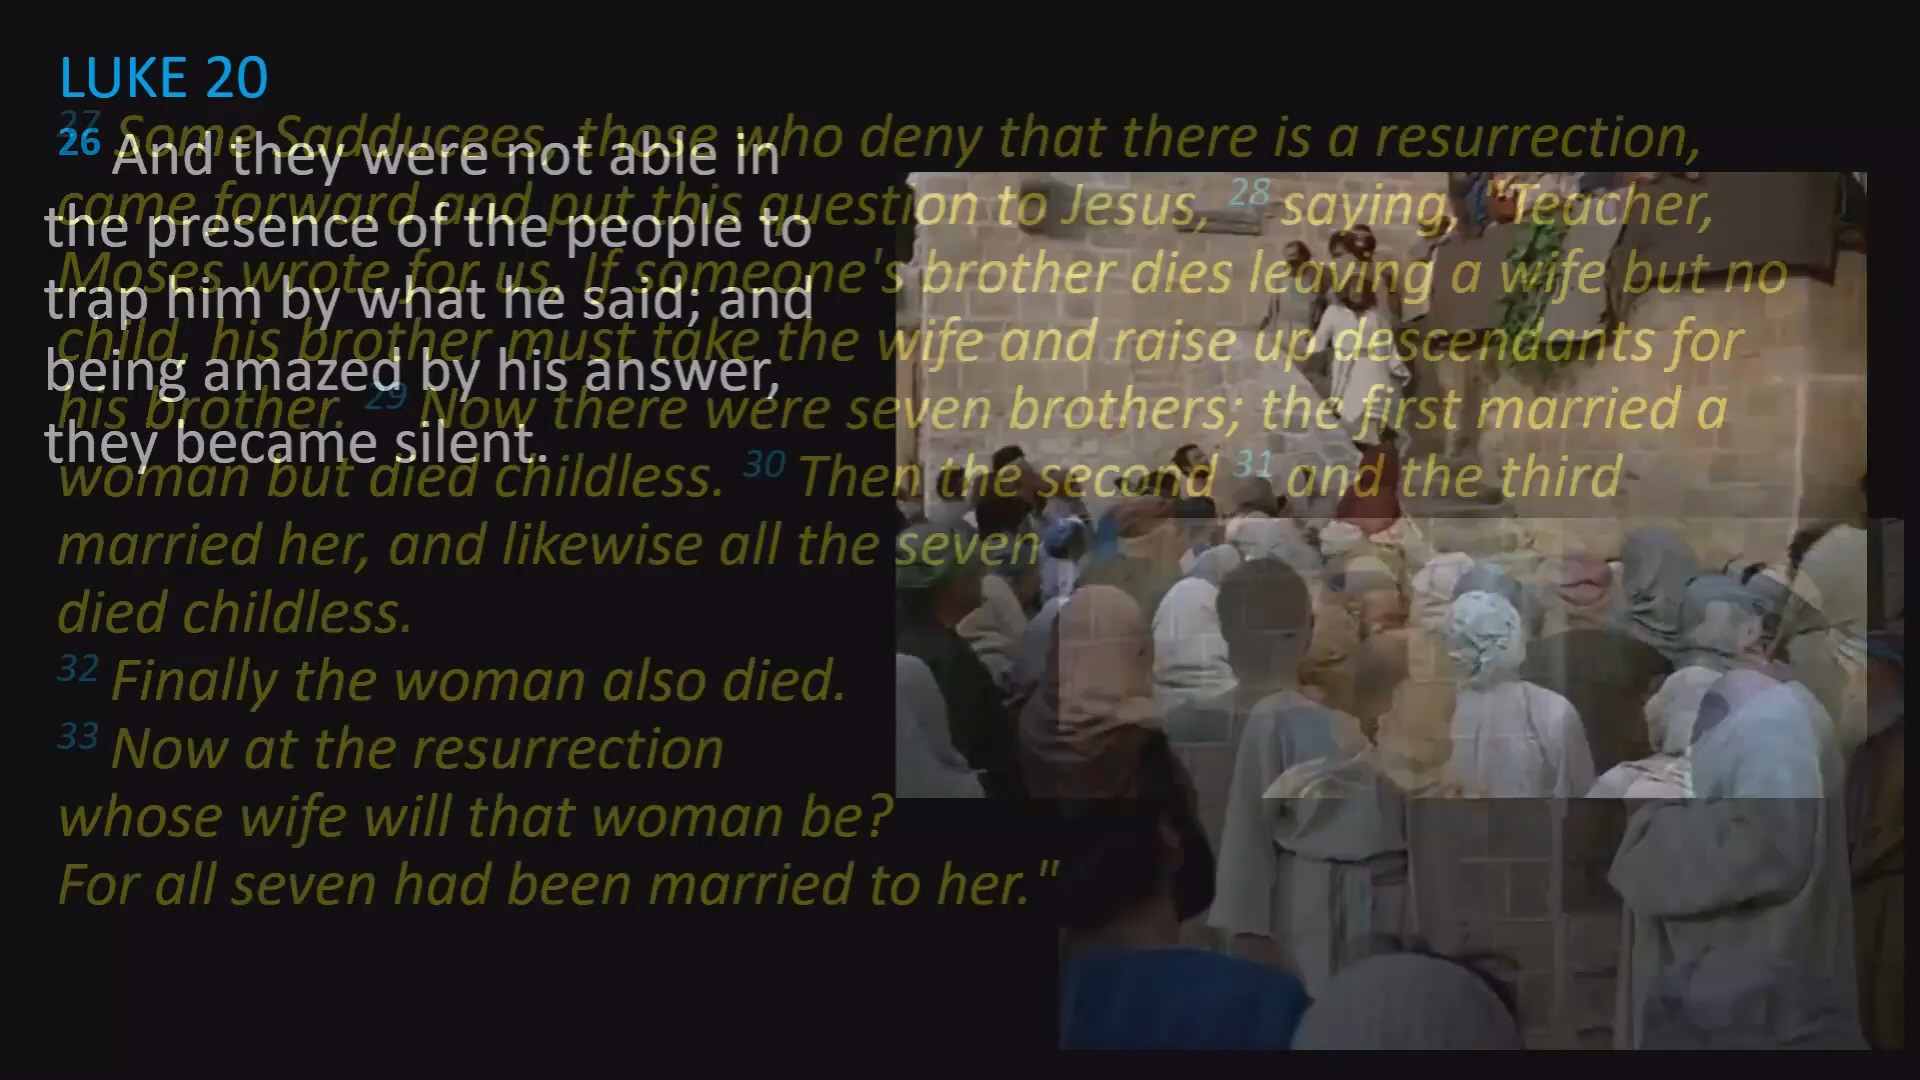 LUKE 20
26 And they were not able in
the presence of the people to
trap him by what he said; and
being amazed by his answer,
they became silent.
27 Some Sadducees, those who deny that there is a resurrection,
came forward and put this question to Jesus, 28 saying, "Teacher,
Moses wrote for us, If someone's brother dies leaving a wife but no
child, his brother must take the wife and raise up descendants for
his brother. 29 Now there were seven brothers; the first married a
woman but died childless. 30 Then the second 31 and the third
married her, and likewise all the seven
died childless.
32 Finally the woman also died.
33 Now at the resurrection
whose wife will that woman be?
For all seven had been married to her."